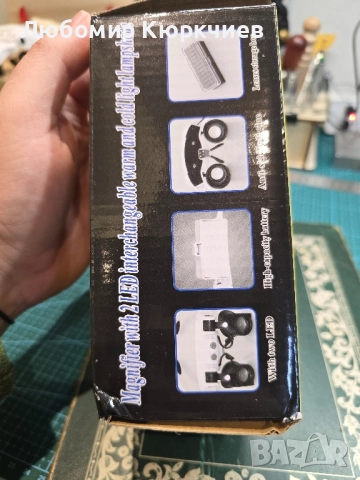 Любомир Кюркчиев
Magnifier with 2 LED interchangeable warm and cold light lamp
With two LED
High-capacity battery
BAZAR